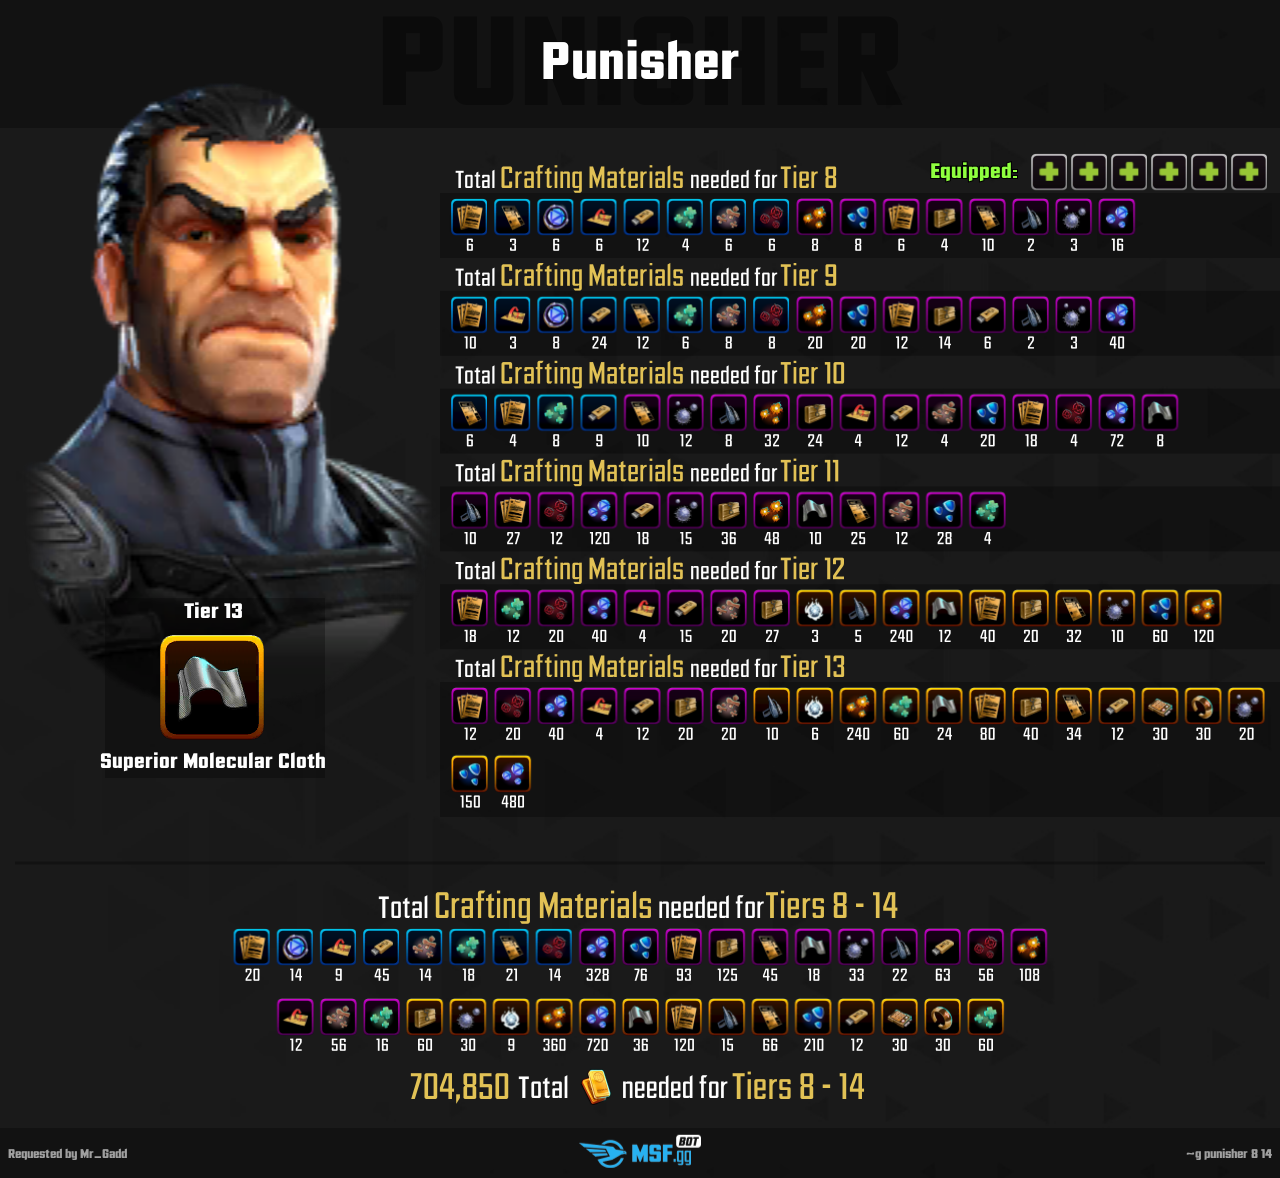 PUNISHER
Punisher
Equipped:
Total Crafting Materials needed for Tier 8
6 3 6 6 12 4 6 6 8 8 6 4 10 2 3 16
Total Crafting Materials needed for Tier 9
10 3 8 24 12 6 8 8 20 20 12 14 6 2 3 40
Total Crafting Materials needed for Tier 10
6 4 8 9 10 12 8 32 24 4 12 4 20 18 4 72 8
Total Crafting Materials needed for Tier 11
10 27 12 120 18 15 36 48 10 25 12 28 4
Total Crafting Materials needed for Tier 12
18 12 20 40 4 15 20 27 3 5 240 12 40 20 32 10 60 120
Total Crafting Materials needed for Tier 13
12 20 40 4 12 20 20 10 6 240 60 24 80 40 34 12 30 30 20
150 480
Tier 13
Superior Molecular Cloth
Total Crafting Materials needed for Tiers 8 - 14
20 14 9 45 14 18 21 14 328 76 93 125 45 18 33 22 63 56 108
12 56 16 60 30 9 360 720 36 120 15 66 210 12 30 30 60
704,850 Total needed for Tiers 8 - 14
Requested by Mr_Gadd
MSF.gg BOT
~g punisher 8 14